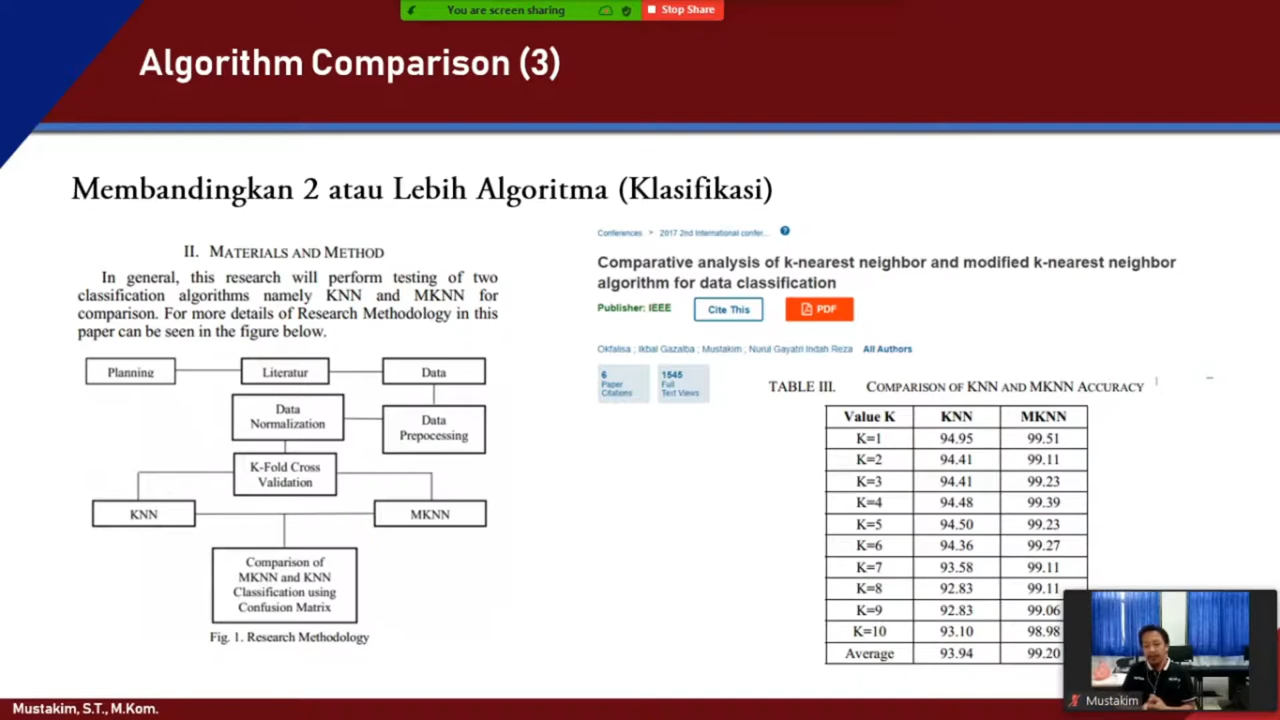 You are screen sharing
Stop Share
Algorithm Comparison (3)
Membandingkan 2 atau Lebih Algoritma (Klasifikasi)
II. MATERIALS AND METHOD
In general, this research will perform testing of two
classification algorithms namely KNN and MKNN for
comparison. For more details of Research Methodology in this
paper can be seen in the figure below.
Planning
Literatur
Data
Data
Normalization
Data
Prepocessing
K-Fold Cross
Validation
KNN
MKNN
Comparison of
MKNN and KNN
Classification using
Confusion Matrix
Fig. 1. Research Methodology
Conferences > 2017 2nd International confer... ?
Comparative analysis of k-nearest neighbor and modified k-nearest neighbor
algorithm for data classification
Publisher: IEEE
Cite This
PDF
Okfalisa ; Ikbal Gazalba ; Mustakim ; Nurul Gayatri Indah Reza All Authors
6
Paper
Citations
1545
Full
Text Views
TABLE III. COMPARISON OF KNN AND MKNN ACCURACY
Value K KNN MKNN
K=1 94.95 99.51
K=2 94.41 99.11
K=3 94.41 99.23
K=4 94.48 99.39
K=5 94.50 99.23
K=6 94.36 99.27
K=7 93.58 99.11
K=8 92.83 99.11
K=9 92.83 99.06
K=10 93.10 98.98
Average 93.94 99.20
Mustakim
Mustakim, S.T., M.Kom.